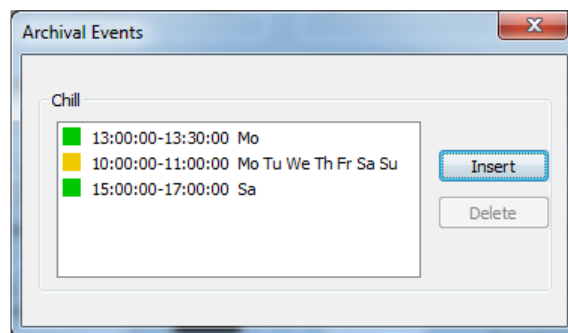 Archival Events
Chill
13:00:00-13:30:00 Mo
10:00:00-11:00:00 Mo Tu We Th Fr Sa Su
15:00:00-17:00:00 Sa
Insert
Delete